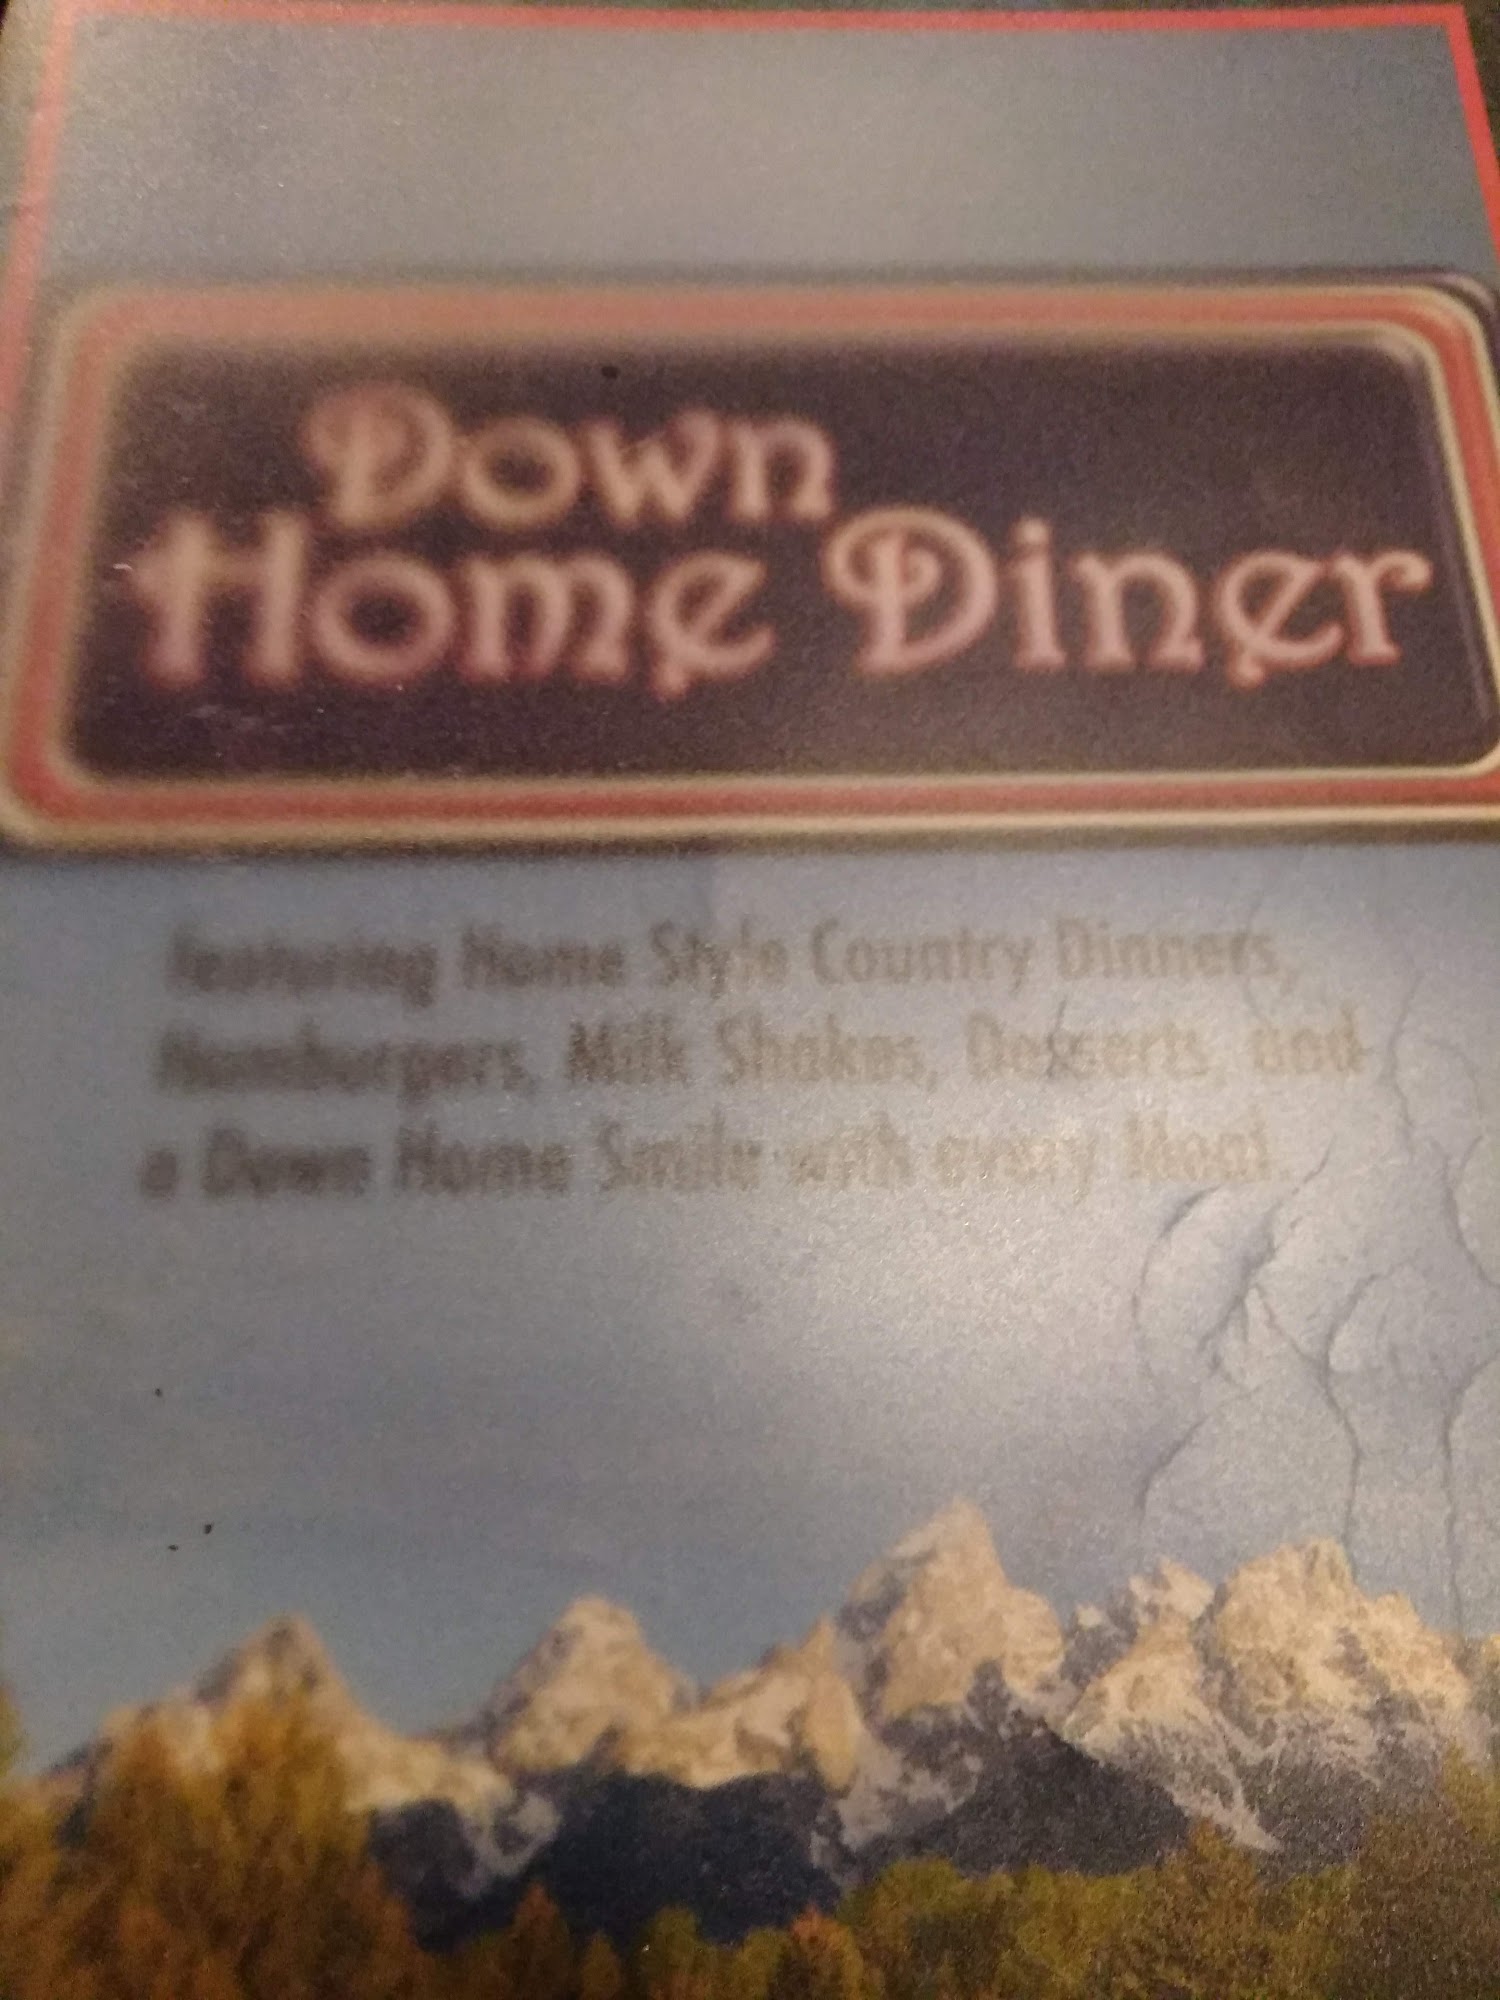 Down
Home Diner
Featuring Home Style Country Dinners,
Hamburgers, Milk Shakes, Desserts, and
a Down Home Smile with every Meal.